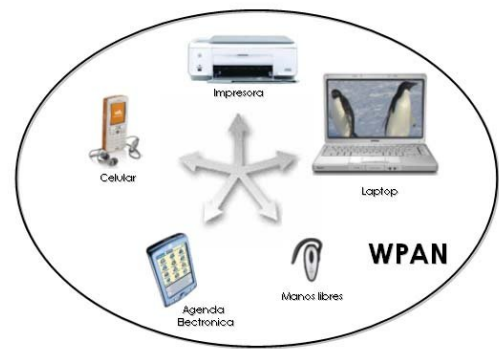 Impresora
Celular
Laptop
WPAN
Manos libres
Agenda
Electronica